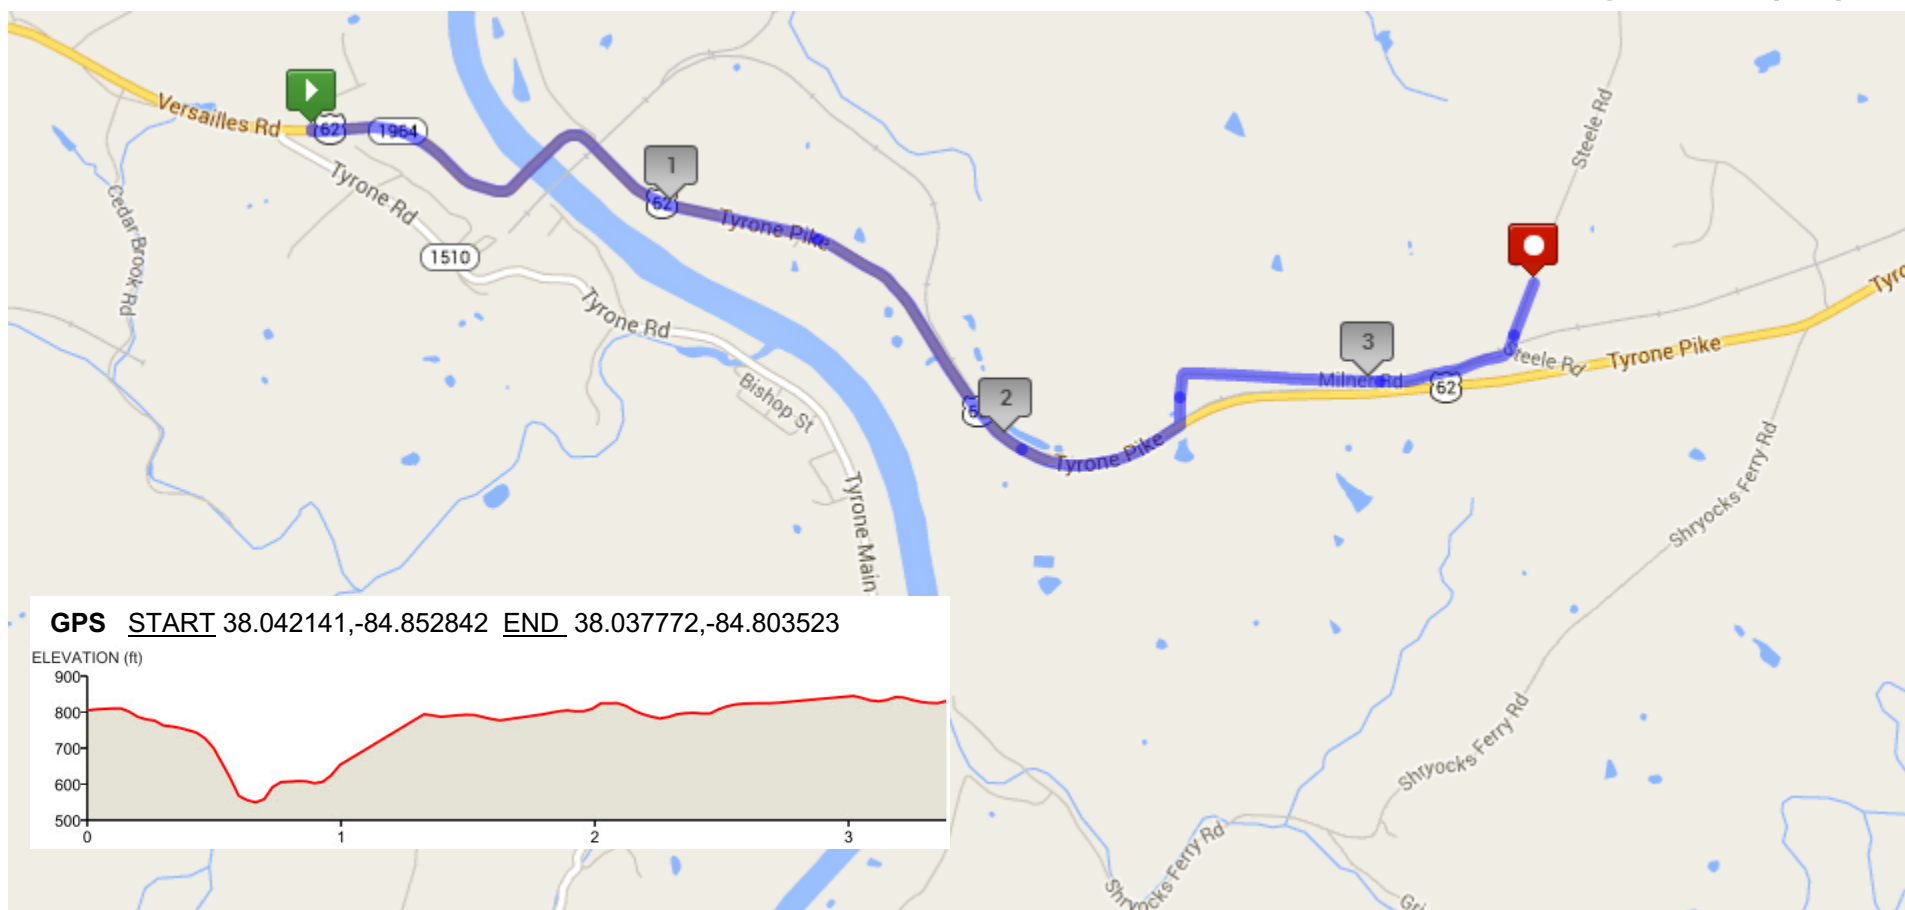 Versailles Rd
62
1964
Tyrone Rd
1510
Cedar Brook Rd
Tyrone Rd
Bishop St
Tyrone Main
1
62
Tyrone Pike
2
Tyrone Pike
3
Milner Rd
62
Steele Rd
Steele Rd
Tyrone Pike
Shryocks Ferry Rd
Shryocks Ferry Rd
Shryocks Ferry Rd
GPS START 38.042141,-84.852842 END 38.037772,-84.803523
ELEVATION (ft)
900
800
700
600
500
0 1 2 3